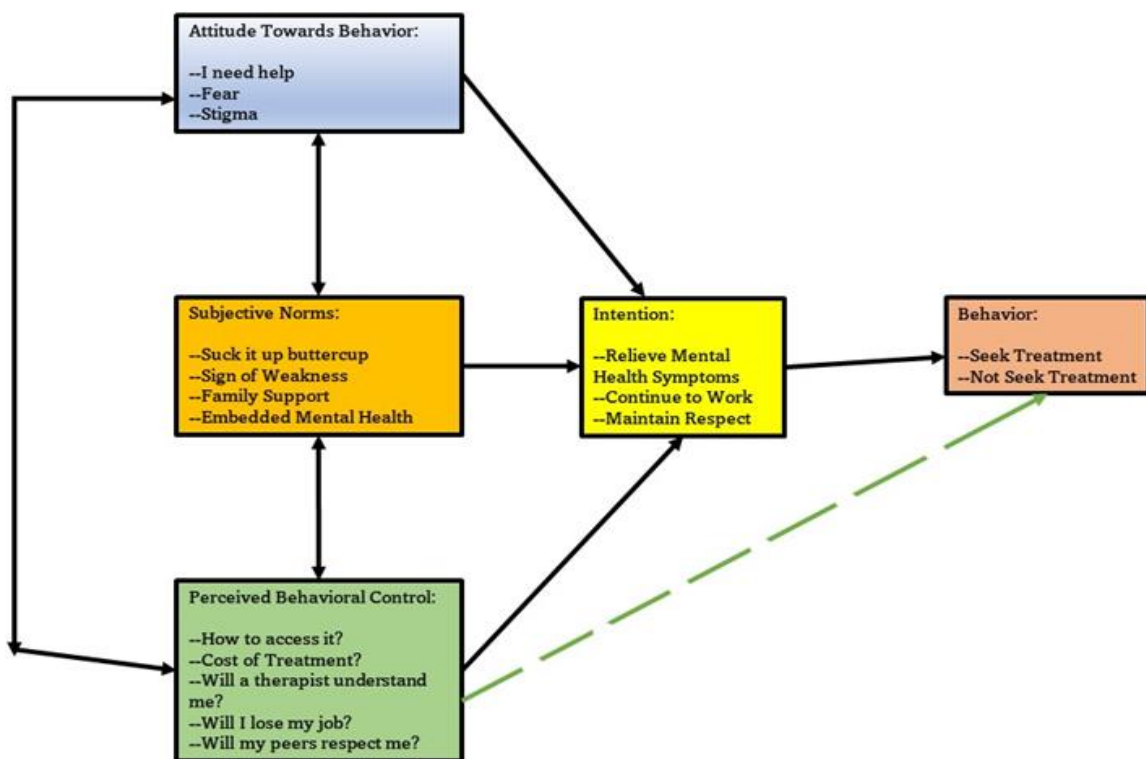 Attitude Towards Behavior:
--I need help
--Fear
--Stigma
Subjective Norms:
--Suck it up buttercup
--Sign of Weakness
--Family Support
--Embedded Mental Health
Intention:
--Relieve Mental
Health Symptoms
--Continue to Work
--Maintain Respect
Behavior:
--Seek Treatment
--Not Seek Treatment
Perceived Behavioral Control:
--How to access it?
--Cost of Treatment?
--Will a therapist understand
me?
--Will I lose my job?
--Will my peers respect me?